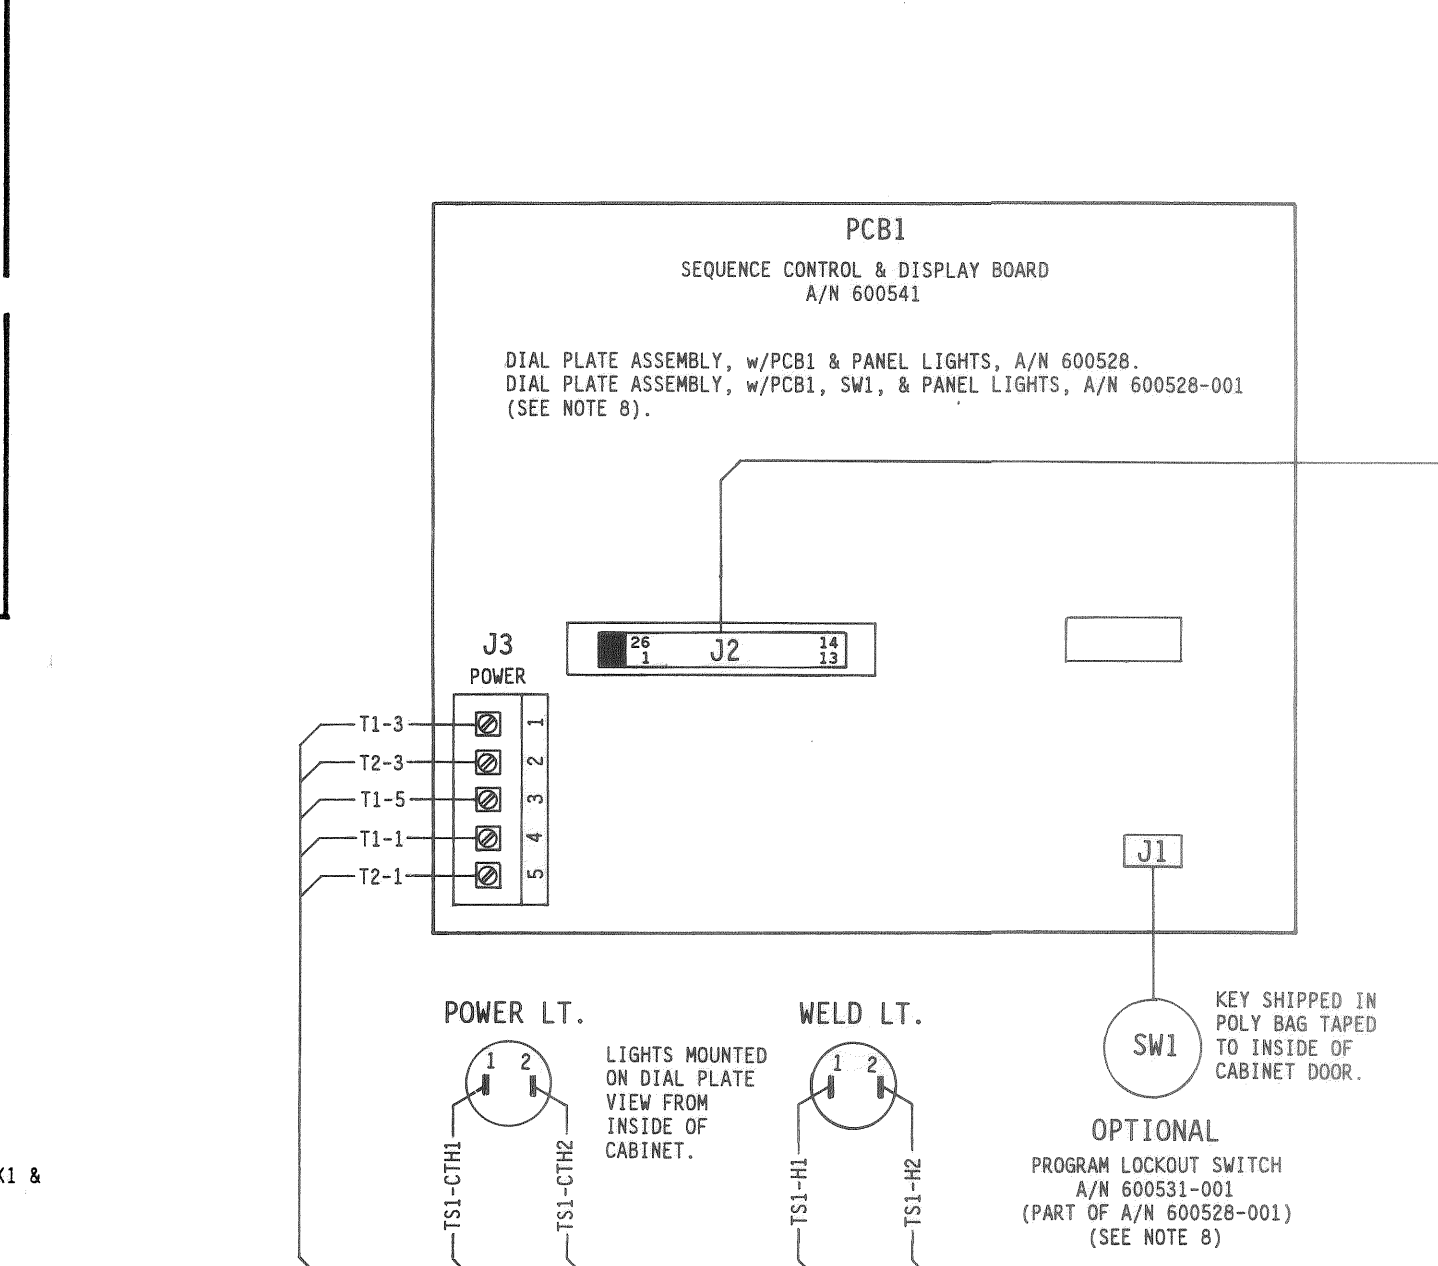 PCB1
SEQUENCE CONTROL & DISPLAY BOARD
A/N 600541
DIAL PLATE ASSEMBLY, w/PCB1 & PANEL LIGHTS, A/N 600528.
DIAL PLATE ASSEMBLY, w/PCB1, SW1, & PANEL LIGHTS, A/N 600528-001
(SEE NOTE 8).
J3
POWER
26 J2 14
1 13
T1-3 1
T2-3 2
T1-5 3
T1-1 4
T2-1 5
J1
POWER LT.
1 2
TS1-CTH1
TS1-CTH2
LIGHTS MOUNTED
ON DIAL PLATE
VIEW FROM
INSIDE OF
CABINET.
WELD LT.
1 2
TS1-H1
TS1-H2
SW1
KEY SHIPPED IN
POLY BAG TAPED
TO INSIDE OF
CABINET DOOR.
OPTIONAL
PROGRAM LOCKOUT SWITCH
A/N 600531-001
(PART OF A/N 600528-001)
(SEE NOTE 8)
&